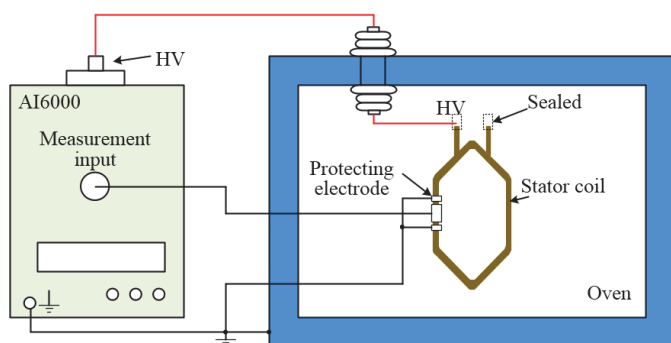 HV
AI6000
Measurement
input
HV
Sealed
Protecting
electrode
Stator coil
Oven